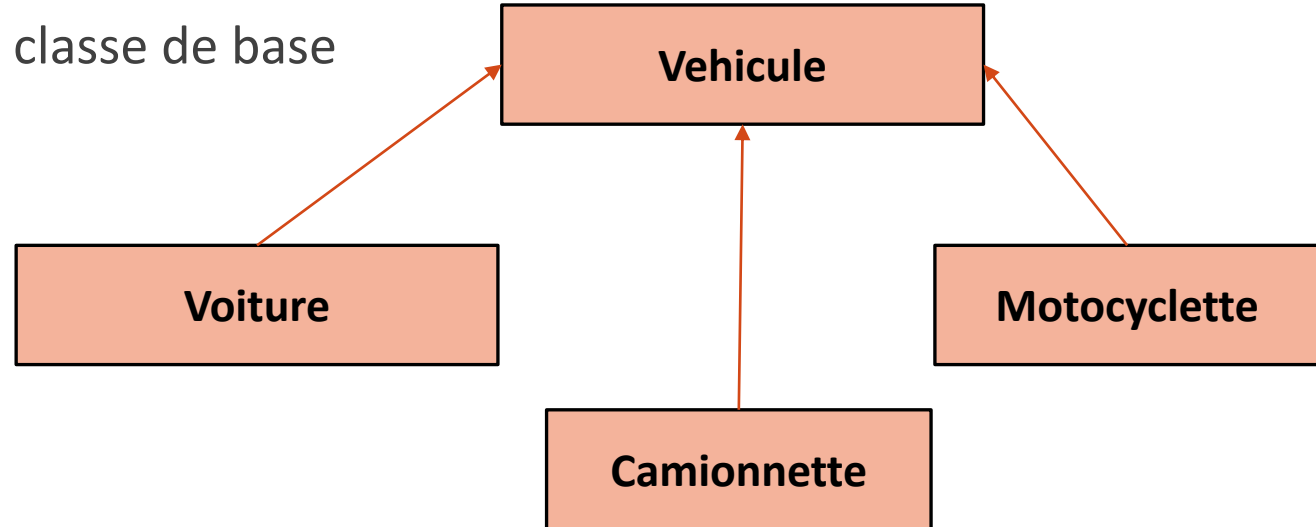 classe de base
Vehicule
Voiture
Motocyclette
Camionnette